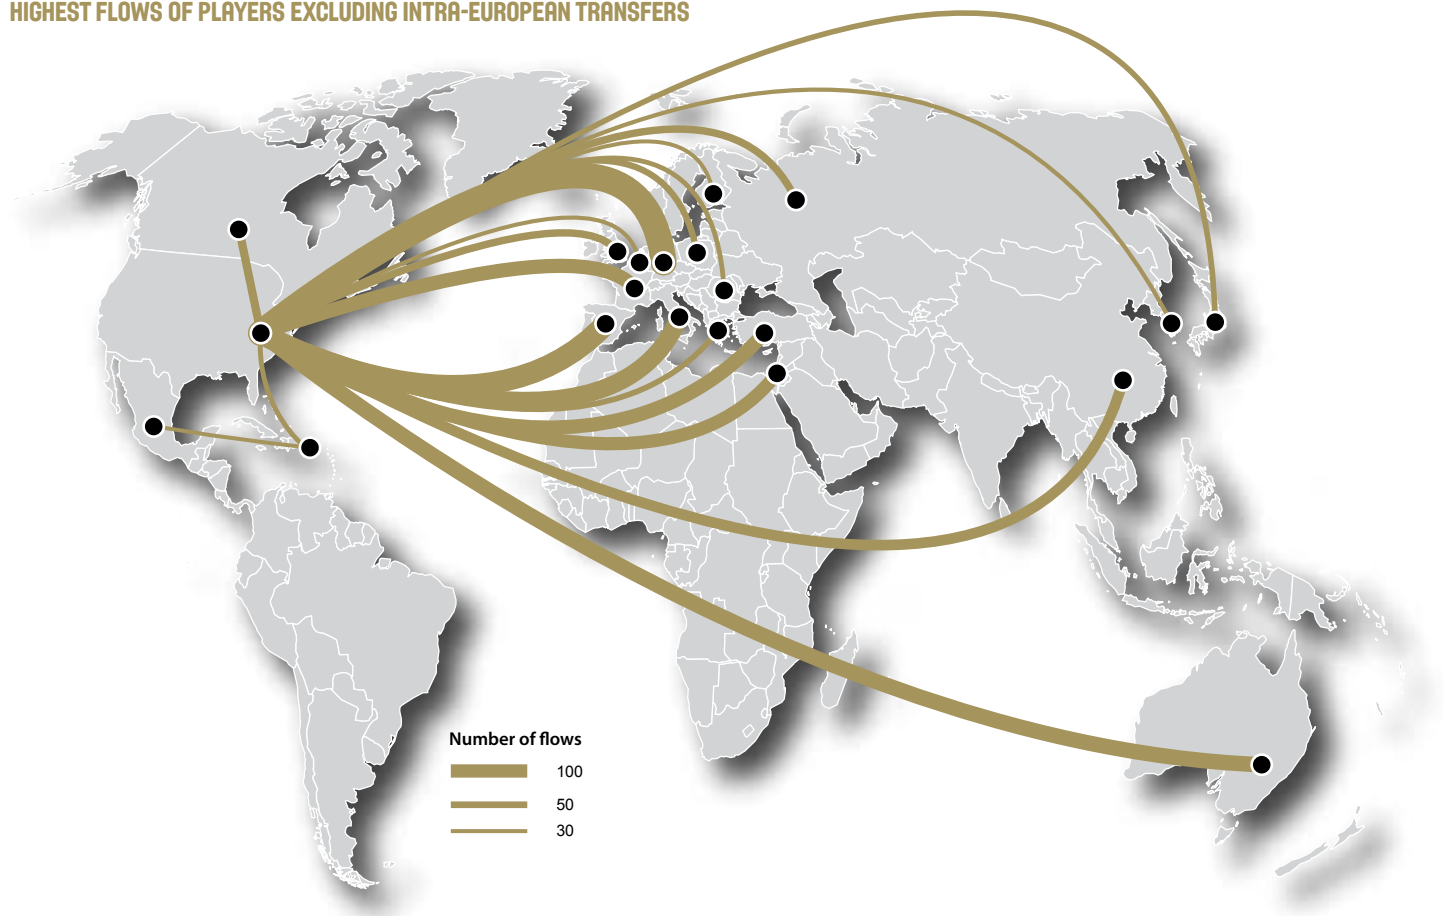 HIGHEST FLOWS OF PLAYERS EXCLUDING INTRA-EUROPEAN TRANSFERS
Number of flows
100
50
30